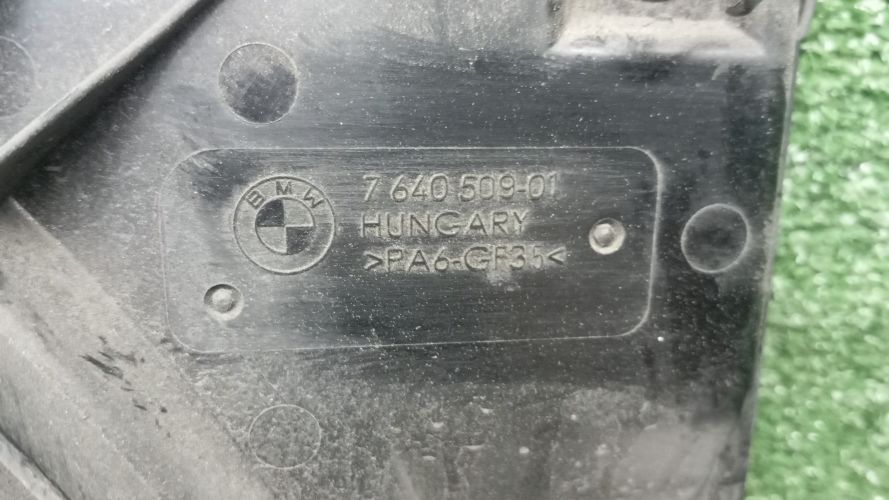 BMW
7 640 509-01
HUNGARY
>PA6-GF35<